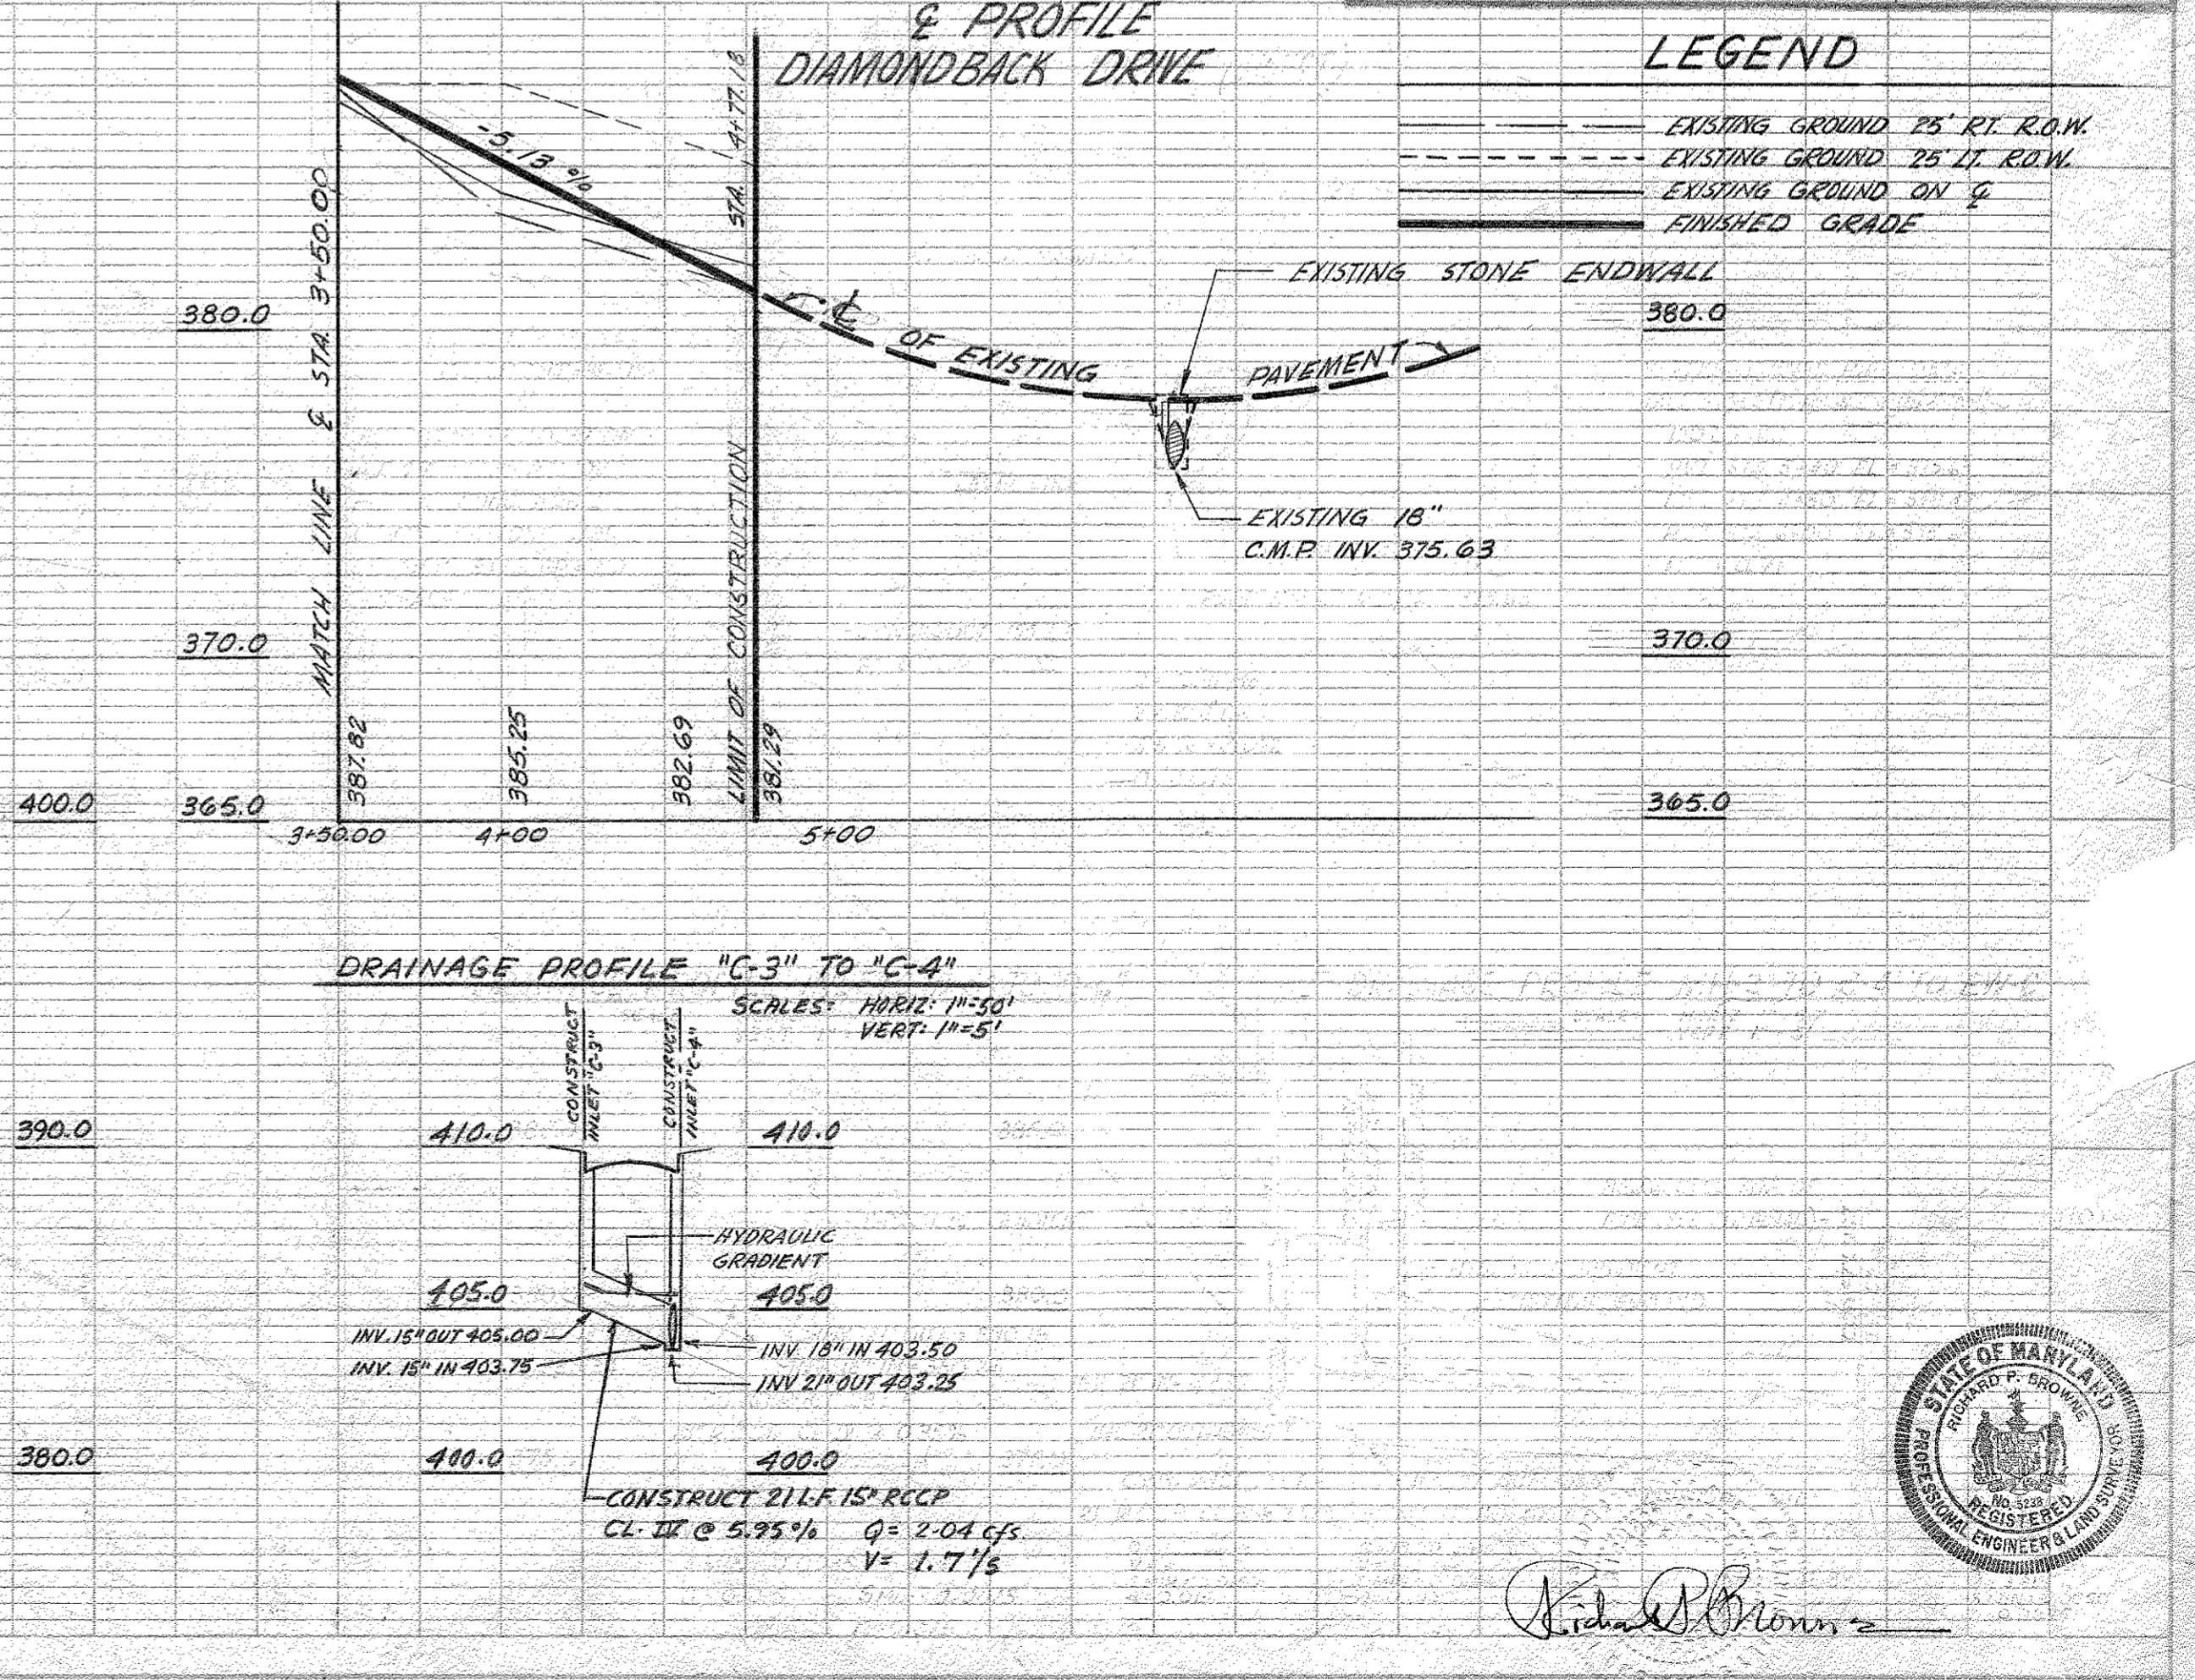 ℄ PROFILE
DIAMONDBACK DRIVE
LEGEND
EXISTING GROUND 25' RT. R.O.W.
EXISTING GROUND 25' LT. R.O.W.
EXISTING GROUND ON ℄
FINISHED GRADE
-5.13%
STA. 4+77.13
MATCH LINE ℄ STA. 3+50.00
LIMIT OF CONSTRUCTION
℄ OF EXISTING PAVEMENT
EXISTING STONE ENDWALL
EXISTING 18"
C.M.P. INV. 375.63
380.0
380.0
370.0
370.0
387.82
385.25
382.69
381.29
400.0
365.0
365.0
3+50.00
4+00
5+00
DRAINAGE PROFILE "C-3" TO "C-4"
SCALES: HORIZ: 1"=50'
VERT: 1"=5'
CONSTRUCT
INLET "C-3"
CONSTRUCT
INLET "C-4"
390.0
410.0
410.0
HYDRAULIC
GRADIENT
405.0
405.0
INV. 15" OUT 405.00
INV. 15" IN 403.75
INV. 18" IN 403.50
INV 21" OUT 403.25
380.0
400.0
400.0
CONSTRUCT 21 L.F. 15" RCCP
CL. IV @ 5.95% Q= 2.04 cfs.
V= 1.7'/s
STATE OF MARYLAND
RICHARD P. BROWNE
NO. 5238
REGISTERED
PROFESSIONAL ENGINEER & LAND SURVEYOR
Richard P. Browne